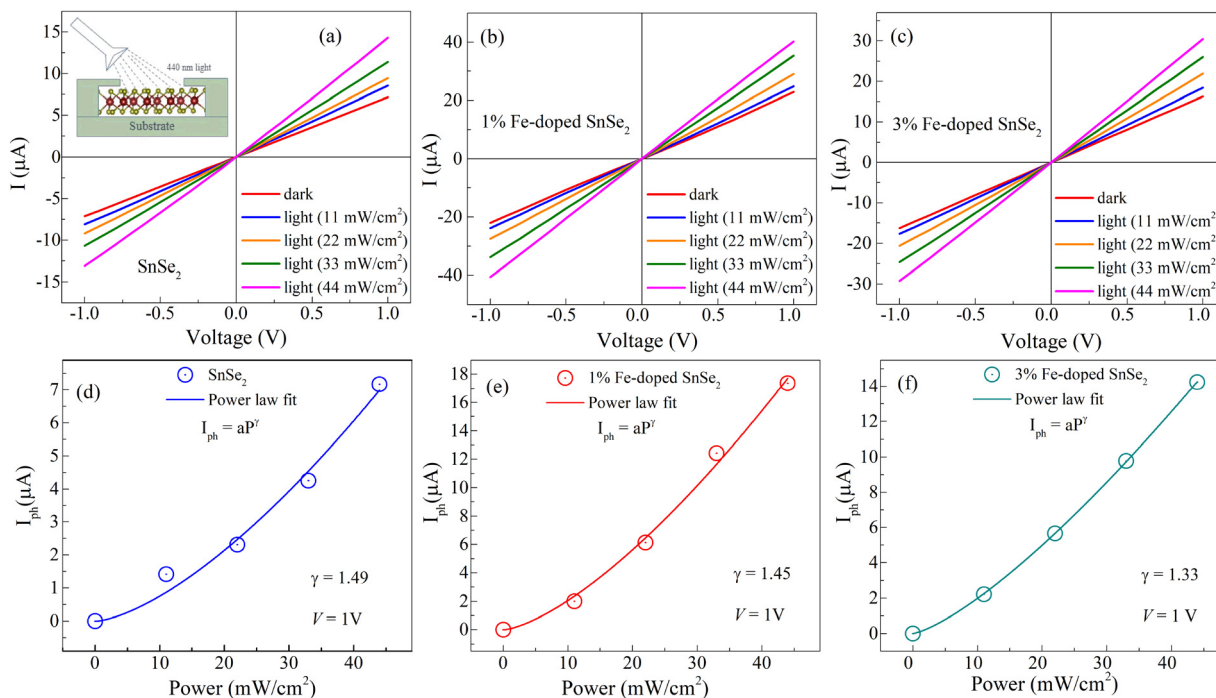 (a)
440 nm light
Substrate
15
10
5
0
-5
-10
-15
I (μA)
dark
light (11 mW/cm²)
light (22 mW/cm²)
light (33 mW/cm²)
light (44 mW/cm²)
SnSe₂
-1.0 -0.5 0.0 0.5 1.0
Voltage (V)
(b)
1% Fe-doped SnSe₂
40
20
0
-20
-40
I (μA)
dark
light (11 mW/cm²)
light (22 mW/cm²)
light (33 mW/cm²)
light (44 mW/cm²)
-1.0 -0.5 0.0 0.5 1.0
Voltage (V)
(c)
3% Fe-doped SnSe₂
30
20
10
0
-10
-20
-30
I (μA)
dark
light (11 mW/cm²)
light (22 mW/cm²)
light (33 mW/cm²)
light (44 mW/cm²)
-1.0 -0.5 0.0 0.5 1.0
Voltage (V)
(d)
SnSe₂
Power law fit
I_ph = aP^γ
7
6
5
4
3
2
1
0
I_ph(μA)
γ = 1.49
V = 1V
0 10 20 30 40
Power (mW/cm²)
(e)
1% Fe-doped SnSe₂
Power law fit
I_ph = aP^γ
18
16
14
12
10
8
6
4
2
0
I_ph(μA)
γ = 1.45
V = 1V
0 10 20 30 40
Power (mW/cm²)
(f)
3% Fe-doped SnSe₂
Power law fit
I_ph = aP^γ
14
12
10
8
6
4
2
0
I_ph(μA)
γ = 1.33
V = 1 V
0 10 20 30 40
Power (mW/cm²)